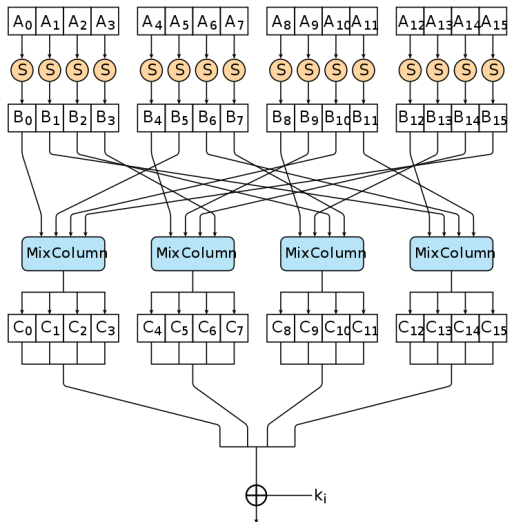 A₀ A₁ A₂ A₃ A₄ A₅ A₆ A₇ A₈ A₉ A₁₀ A₁₁ A₁₂ A₁₃ A₁₄ A₁₅
S S S S S S S S S S S S S S S S
B₀ B₁ B₂ B₃ B₄ B₅ B₆ B₇ B₈ B₉ B₁₀ B₁₁ B₁₂ B₁₃ B₁₄ B₁₅
MixColumn MixColumn MixColumn MixColumn
C₀ C₁ C₂ C₃ C₄ C₅ C₆ C₇ C₈ C₉ C₁₀ C₁₁ C₁₂ C₁₃ C₁₄ C₁₅
kᵢ